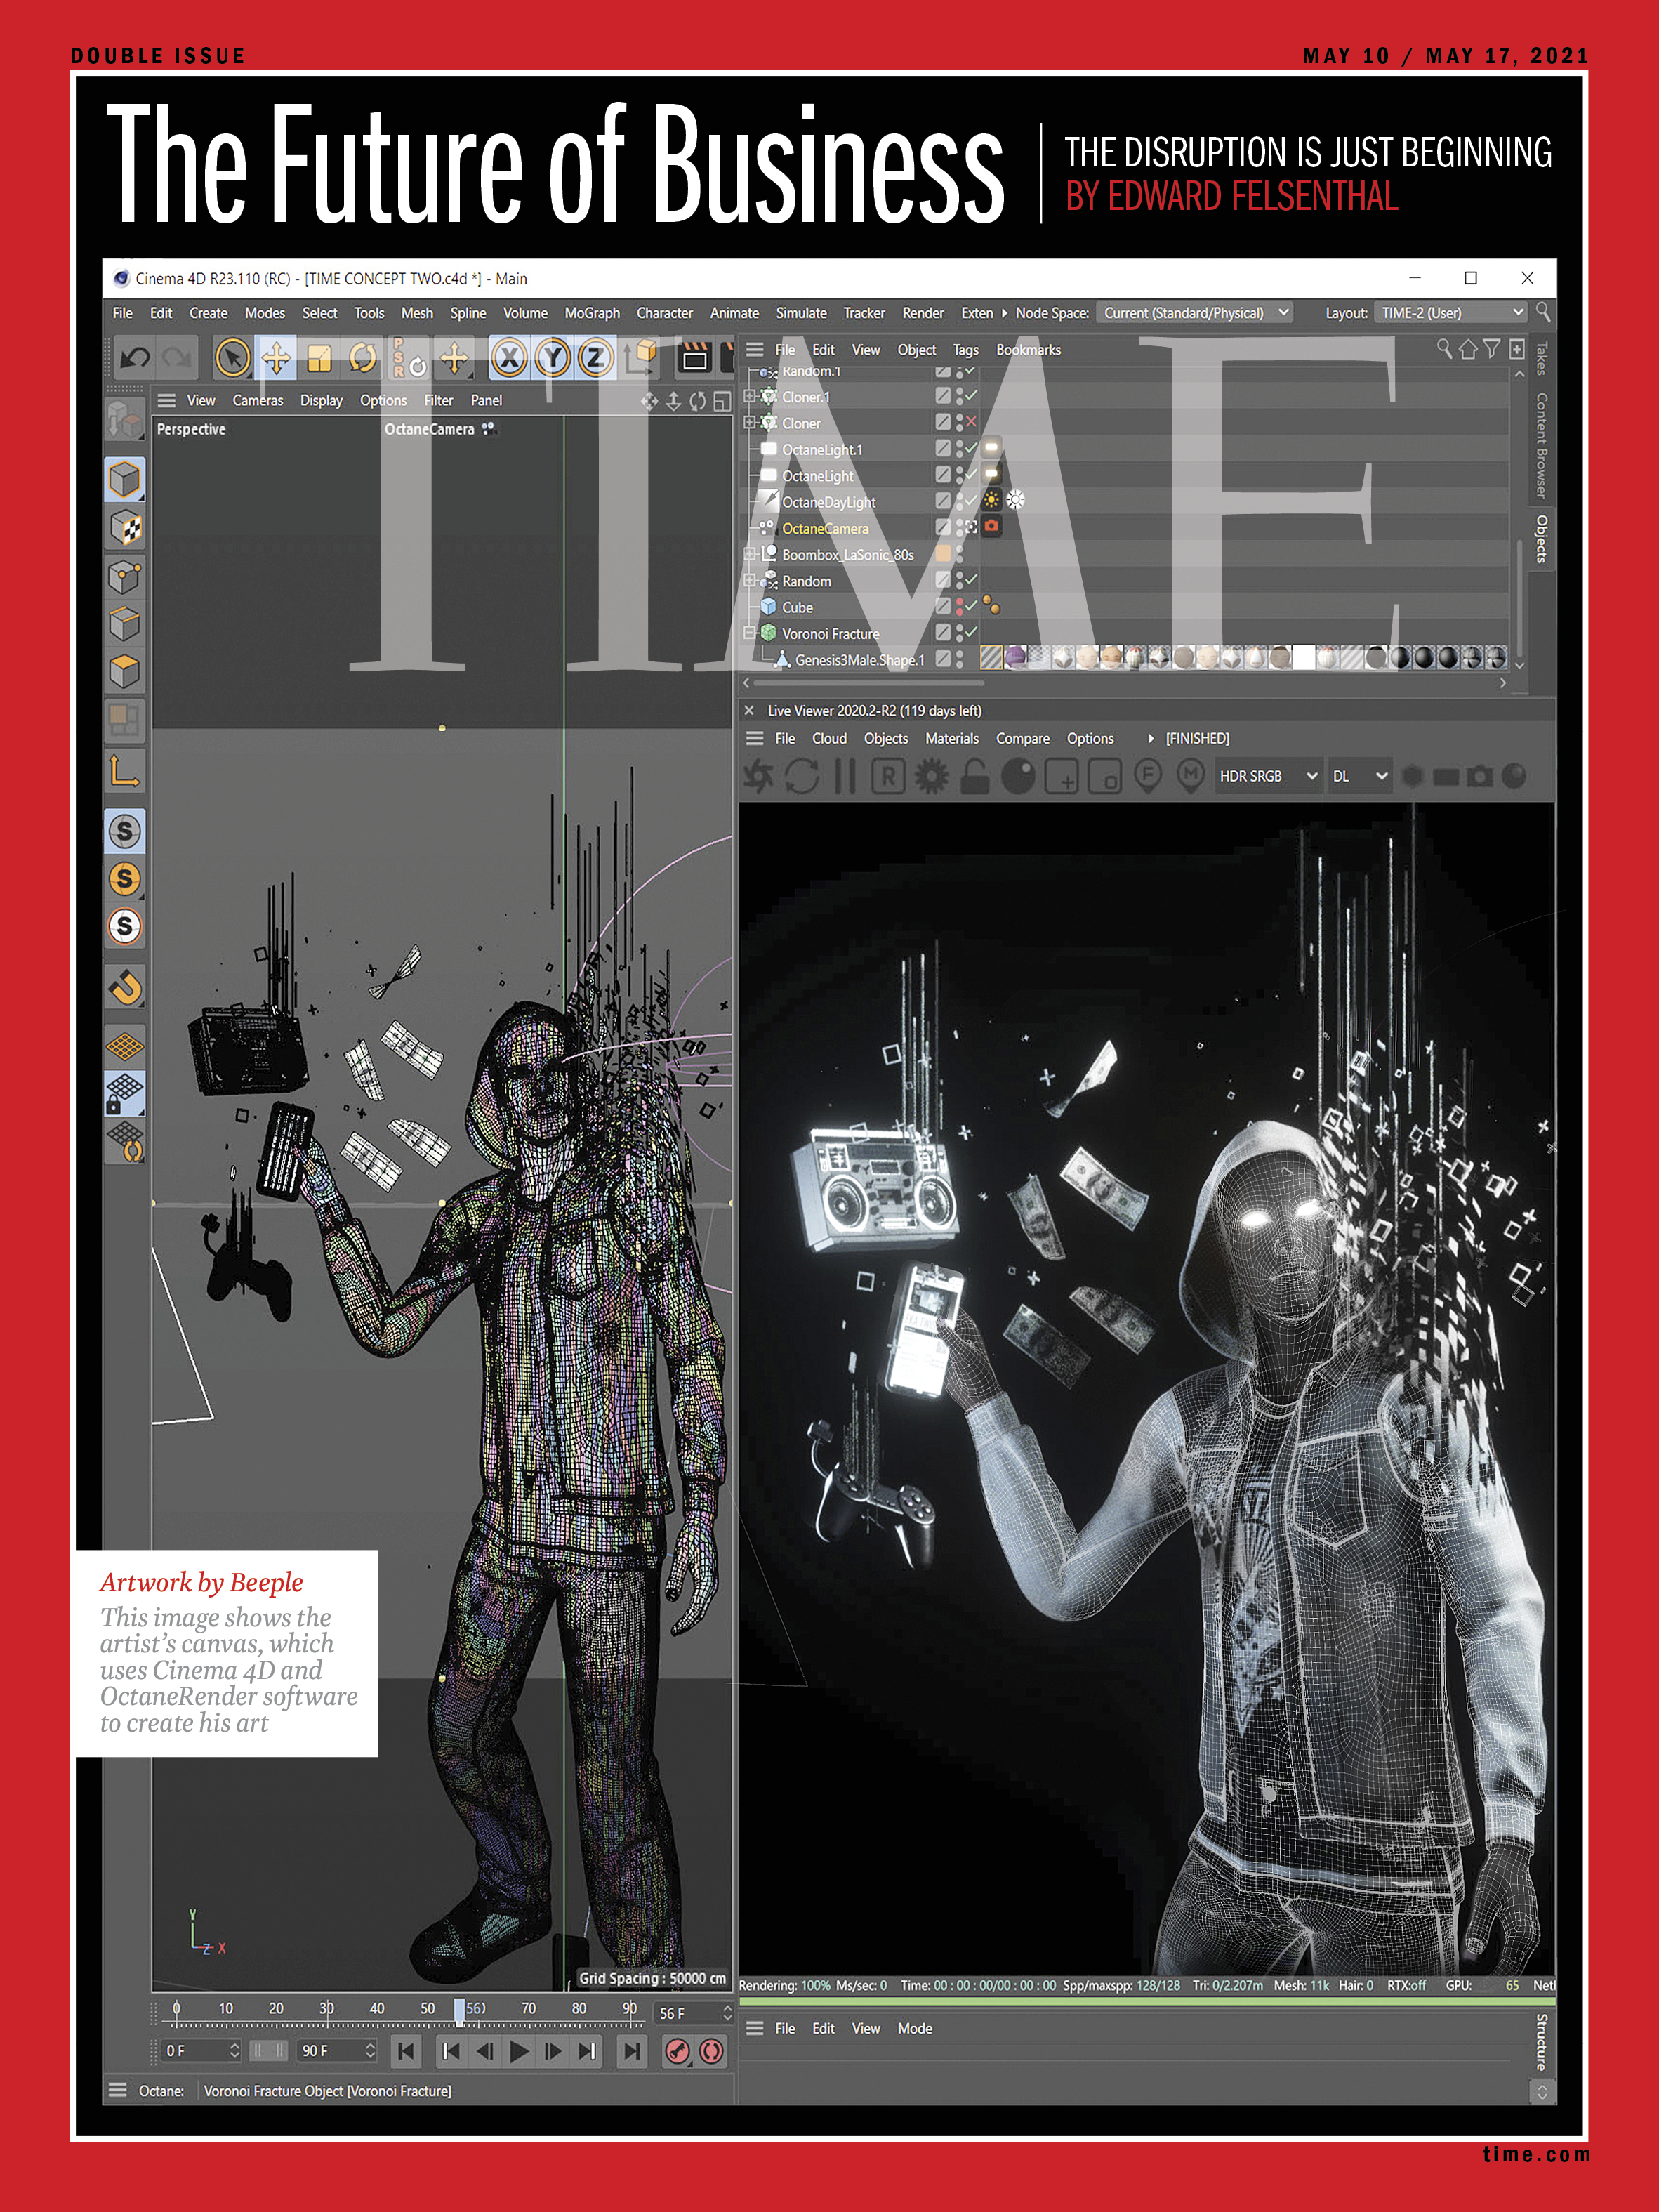 DOUBLE ISSUE
MAY 10 / MAY 17, 2021
The Future of Business
THE DISRUPTION IS JUST BEGINNING
BY EDWARD FELSENTHAL
Cinema 4D R23.110 (RC) - [TIME CONCEPT TWO.c4d *] - Main
File Edit Create Modes Select Tools Mesh Spline Volume MoGraph Character Animate Simulate Tracker Render Exten Node Space: Current (Standard/Physical) Layout: TIME-2 (User)
TIME
PSR
X Y Z
View Cameras Display Options Filter Panel
Perspective
OctaneCamera
S
S
S
Y
Z X
Grid Spacing : 50000 cm
File Edit View Object Tags Bookmarks
Random.1
Cloner.1
Cloner
OctaneLight.1
OctaneLight
OctaneDayLight
OctaneCamera
Boombox_LaSonic_80s
Random
Cube
Voronoi Fracture
Genesis3Male.Shape.1
Takes
Content Browser
Objects
Live Viewer 2020.2-R2 (119 days left)
File Cloud Objects Materials Compare Options [FINISHED]
R
F
M
HDR SRGB
DL
Artwork by Beeple
This image shows the
artist's canvas, which
uses Cinema 4D and
OctaneRender software
to create his art
Rendering: 100% Ms/sec: 0 Time: 00 : 00 : 00/00 : 00 : 00 Spp/maxspp: 128/128 Tri: 0/2.207m Mesh: 11k Hair: 0 RTX:off GPU: 65 Netl
0 10 20 30 40 50 56 70 80 90 56 F
0 F 90 F
File Edit View Mode
Structure
Octane: Voronoi Fracture Object [Voronoi Fracture]
time.com